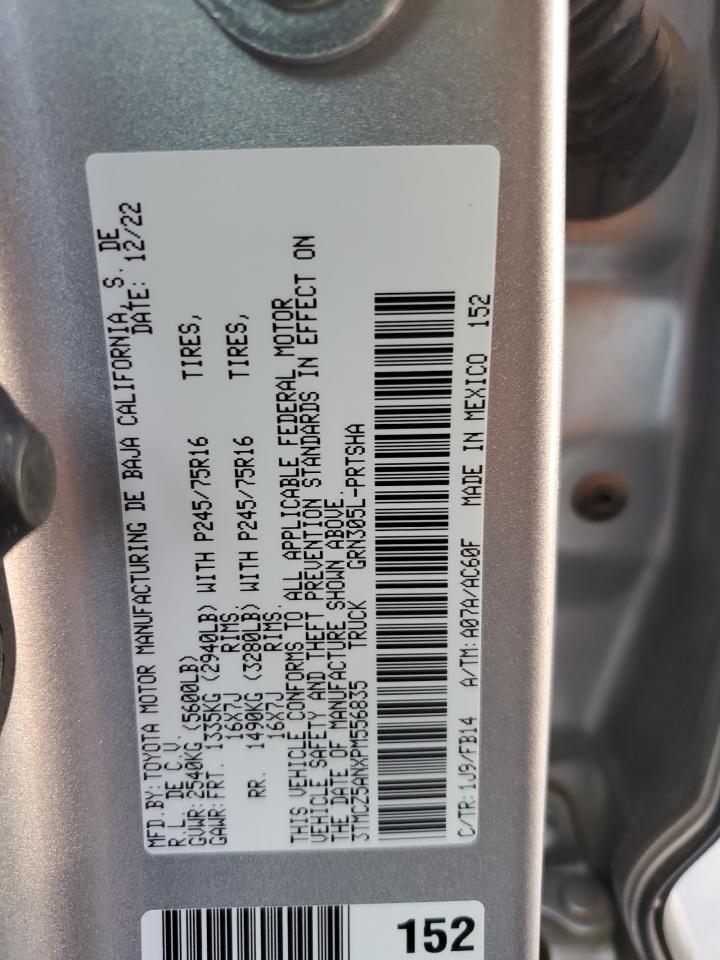 MFD.BY: TOYOTA MOTOR MANUFACTURING DE BAJA CALIFORNIA, S. DE
R.L. DE C.V. DATE: 12/22
GVWR: 2540KG (5600LB)
GAWR: FRT. 1335KG (2940LB) WITH P245/75R16 TIRES,
16X7J RIMS.
RR. 1490KG (3280LB) WITH P245/75R16 TIRES,
16X7J RIMS.
THIS VEHICLE CONFORMS TO ALL APPLICABLE FEDERAL MOTOR
VEHICLE SAFETY AND THEFT PREVENTION STANDARDS IN EFFECT ON
THE DATE OF MANUFACTURE SHOWN ABOVE.
3TMCZ5ANXPM556835 TRUCK GRN305L-PRTSHA
C/TR: 1J9/FB14 A/TM: A07A/AC60F MADE IN MEXICO 152
152